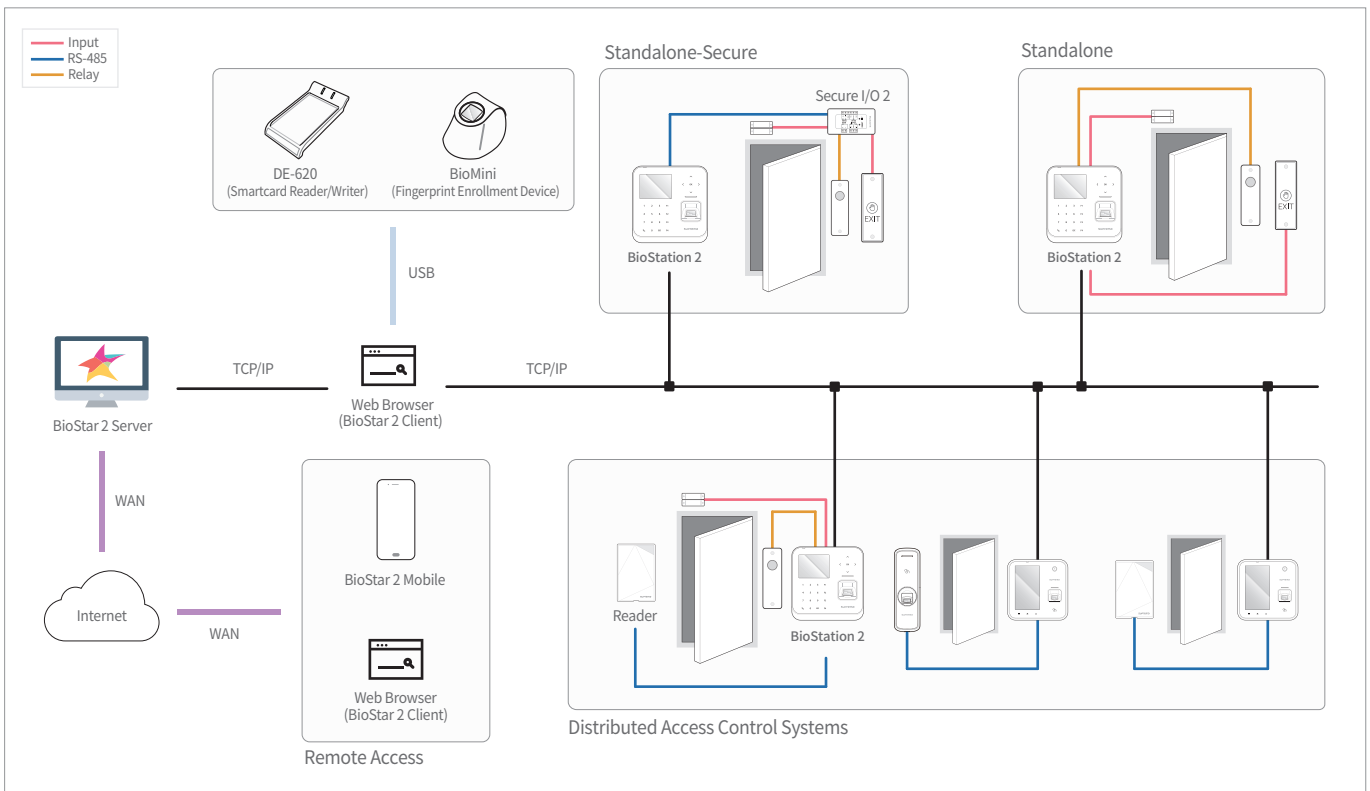 Input
RS-485
Relay
Standalone-Secure
Standalone
Secure I/O 2
DE-620
(Smartcard Reader/Writer)
BioMini
(Fingerprint Enrollment Device)
EXIT
EXIT
BioStation 2
BioStation 2
USB
TCP/IP
TCP/IP
BioStar 2 Server
Web Browser
(BioStar 2 Client)
WAN
Internet
WAN
BioStar 2 Mobile
Web Browser
(BioStar 2 Client)
Remote Access
Reader
BioStation 2
Distributed Access Control Systems